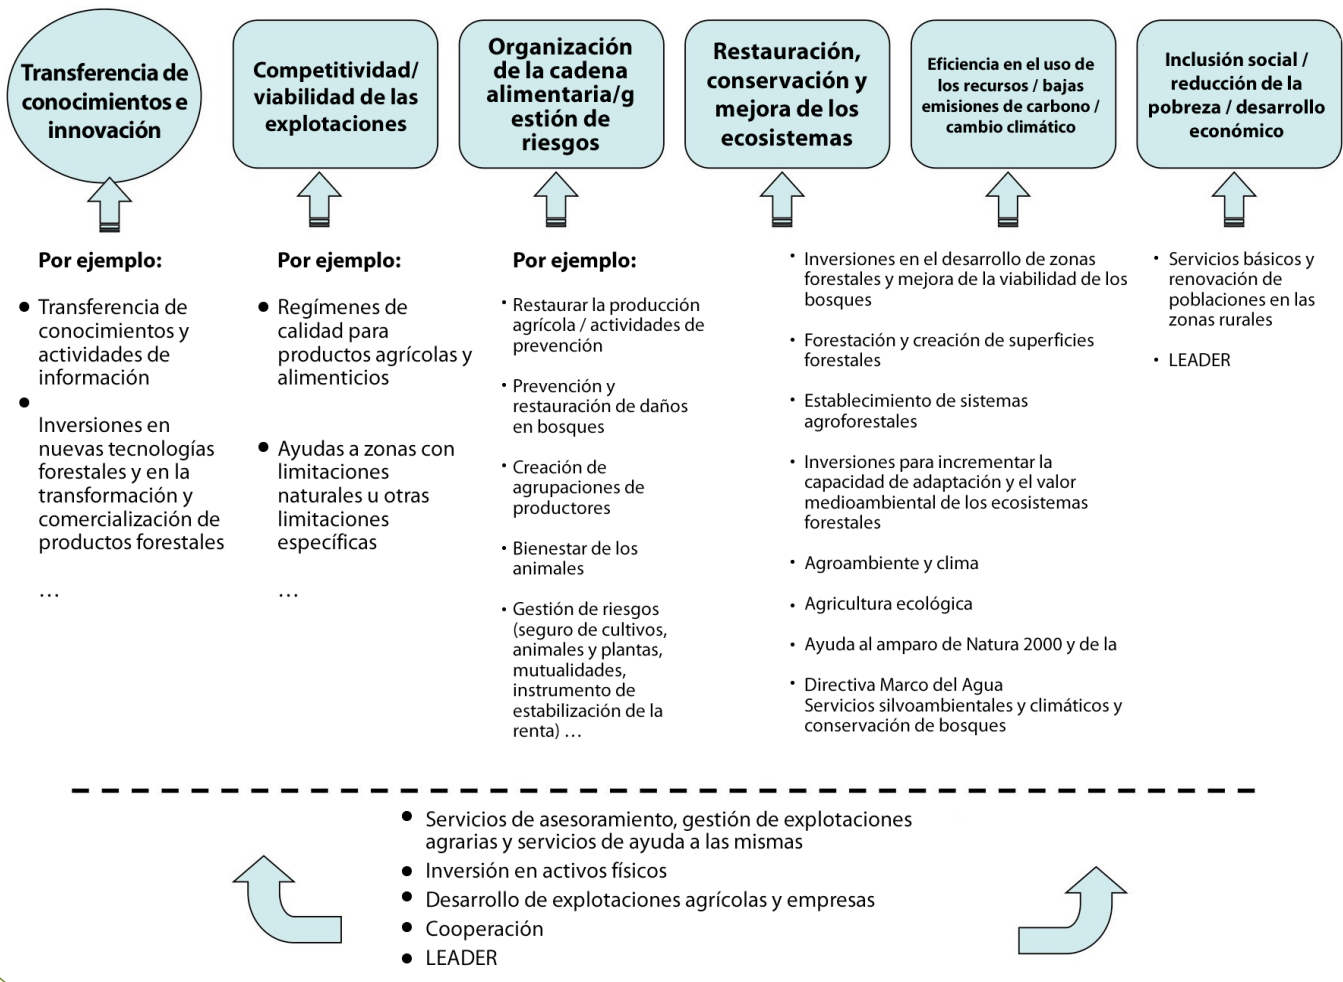 Transferencia de
conocimientos e
innovación
Competitividad/
viabilidad de las
explotaciones
Organización
de la cadena
alimentaria/g
estión de
riesgos
Restauración,
conservación y
mejora de los
ecosistemas
Eficiencia en el uso de
los recursos / bajas
emisiones de carbono /
cambio climático
Inclusión social /
reducción de la
pobreza / desarrollo
económico
Por ejemplo:
• Transferencia de
conocimientos y
actividades de
información
•
Inversiones en
nuevas tecnologías
forestales y en la
transformación y
comercialización de
productos forestales
…
Por ejemplo:
• Regímenes de
calidad para
productos agrícolas y
alimenticios
• Ayudas a zonas con
limitaciones
naturales u otras
limitaciones
específicas
…
Por ejemplo:
• Restaurar la producción
agrícola / actividades de
prevención
• Prevención y
restauración de daños
en bosques
• Creación de
agrupaciones de
productores
• Bienestar de los
animales
• Gestión de riesgos
(seguro de cultivos,
animales y plantas,
mutualidades,
instrumento de
estabilización de la
renta) …
• Inversiones en el desarrollo de zonas
forestales y mejora de la viabilidad de los
bosques
• Forestación y creación de superficies
forestales
• Establecimiento de sistemas
agroforestales
• Inversiones para incrementar la
capacidad de adaptación y el valor
medioambiental de los ecosistemas
forestales
• Agroambiente y clima
• Agricultura ecológica
• Ayuda al amparo de Natura 2000 y de la
• Directiva Marco del Agua
Servicios silvoambientales y climáticos y
conservación de bosques
• Servicios básicos y
renovación de
poblaciones en las
zonas rurales
• LEADER
• Servicios de asesoramiento, gestión de explotaciones
agrarias y servicios de ayuda a las mismas
• Inversión en activos físicos
• Desarrollo de explotaciones agrícolas y empresas
• Cooperación
• LEADER